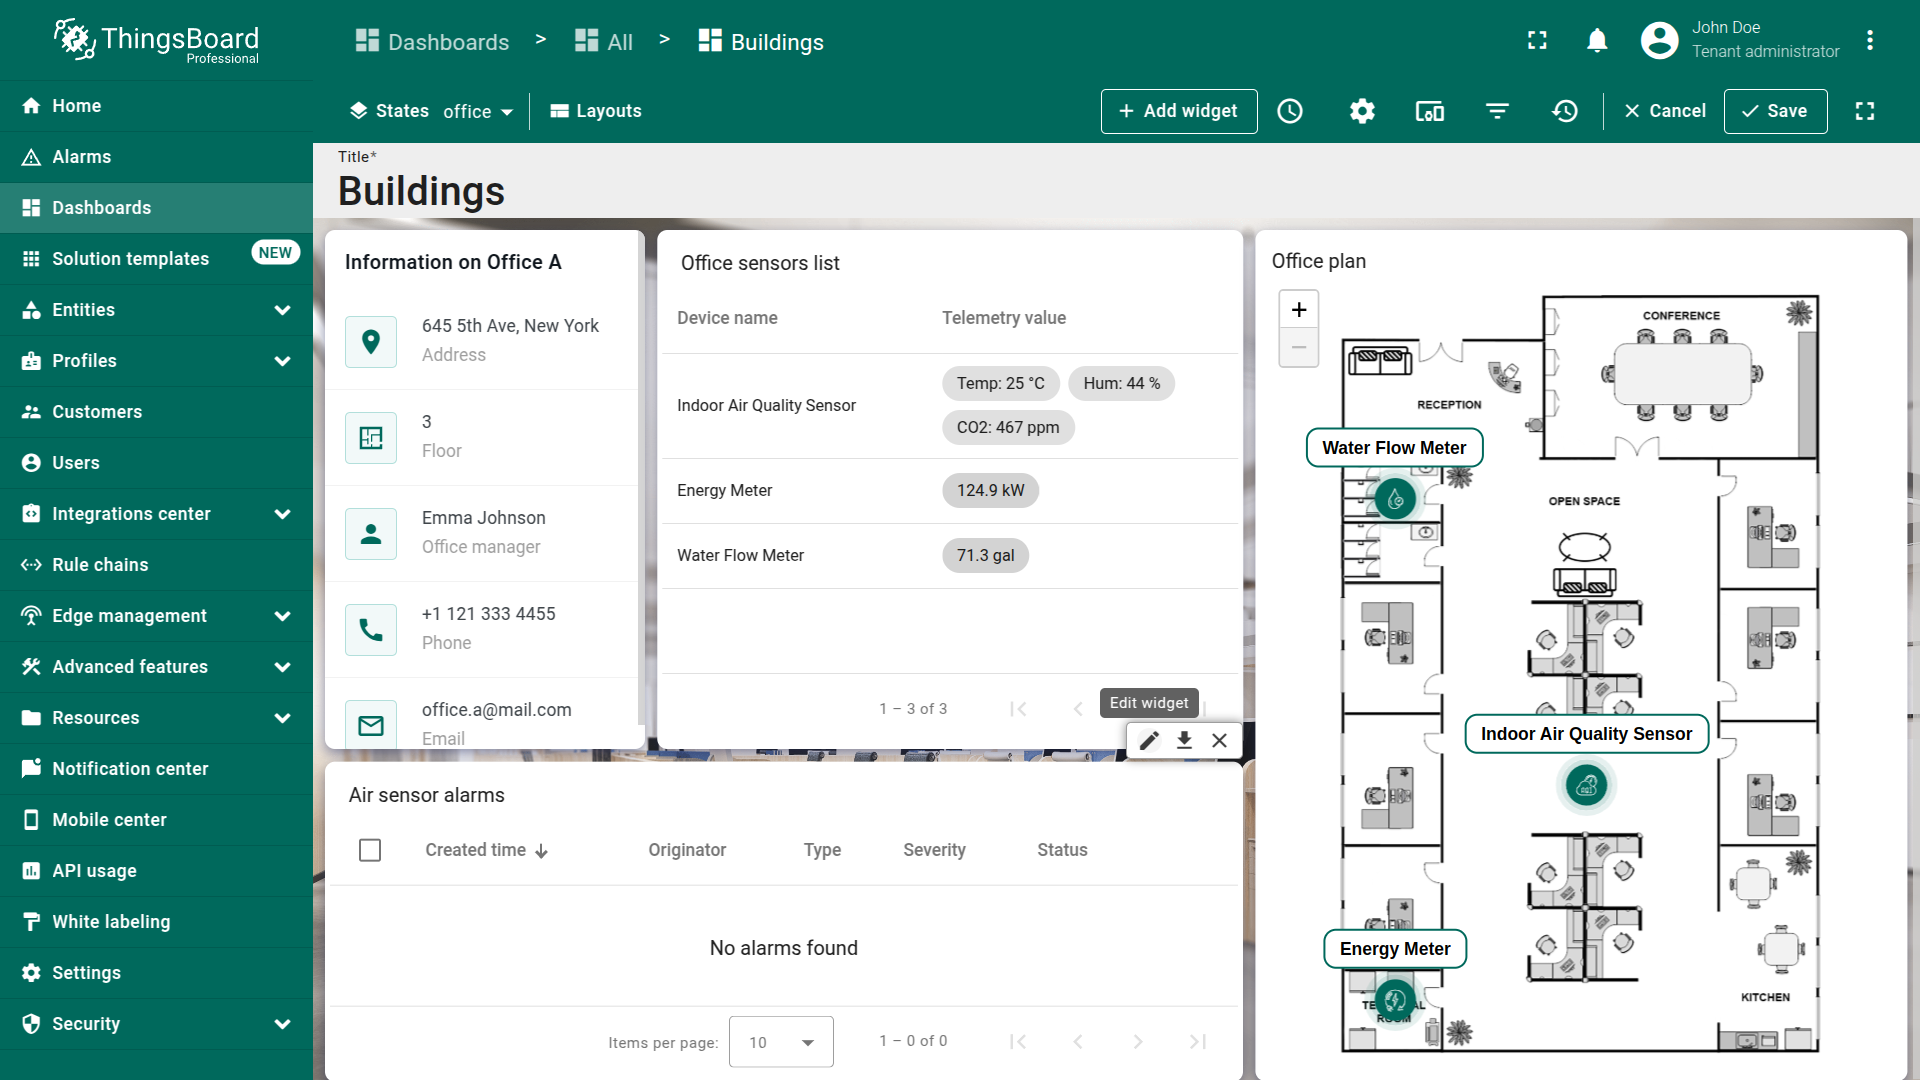 ThingsBoard
Professional
Dashboards > All > Buildings
John Doe
Tenant administrator
States office Layouts
Add widget
Cancel
Save
Home
Alarms
Dashboards
Solution templates NEW
Entities
Profiles
Customers
Users
Integrations center
Rule chains
Edge management
Advanced features
Resources
Notification center
Mobile center
API usage
White labeling
Settings
Security
Title*
Buildings
Information on Office A
645 5th Ave, New York
Address
3
Floor
Emma Johnson
Office manager
+1 121 333 4455
Phone
office.a@mail.com
Email
Office sensors list
Device name Telemetry value
Indoor Air Quality Sensor
Temp: 25 °C Hum: 44 %
CO2: 467 ppm
Energy Meter 124.9 kW
Water Flow Meter 71.3 gal
1 – 3 of 3
Edit widget
Air sensor alarms
Created time Originator Type Severity Status
No alarms found
Items per page: 10 1 – 0 of 0
Office plan
+
−
CONFERENCE
RECEPTION
Water Flow Meter
OPEN SPACE
Indoor Air Quality Sensor
Energy Meter
KITCHEN